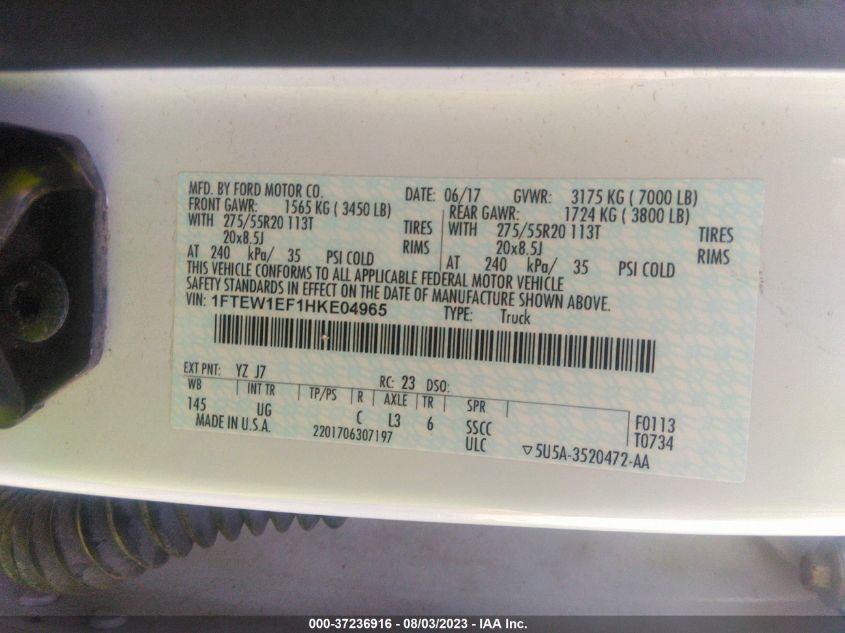 MFD. BY FORD MOTOR CO. DATE: 06/17 GVWR: 3175 KG ( 7000 LB)
FRONT GAWR: 1565 KG ( 3450 LB) REAR GAWR: 1724 KG ( 3800 LB)
WITH 275/55R20 113T TIRES WITH 275/55R20 113T TIRES
20x8.5J RIMS 20x8.5J RIMS
AT 240 kPa/ 35 PSI COLD AT 240 kPa/ 35 PSI COLD
THIS VEHICLE CONFORMS TO ALL APPLICABLE FEDERAL MOTOR VEHICLE
SAFETY STANDARDS IN EFFECT ON THE DATE OF MANUFACTURE SHOWN ABOVE.
VIN: 1FTEW1EF1HKE04965 TYPE: Truck
EXT PNT: YZ J7 RC: 23 DSO:
WB INT TR TP/PS R AXLE TR SPR
145 UG C L3 6 SSCC F0113
MADE IN U.S.A. 2201706307197 ULC T0734
▽5U5A-3520472-AA
000-37236916 - 08/03/2023 - IAA Inc.